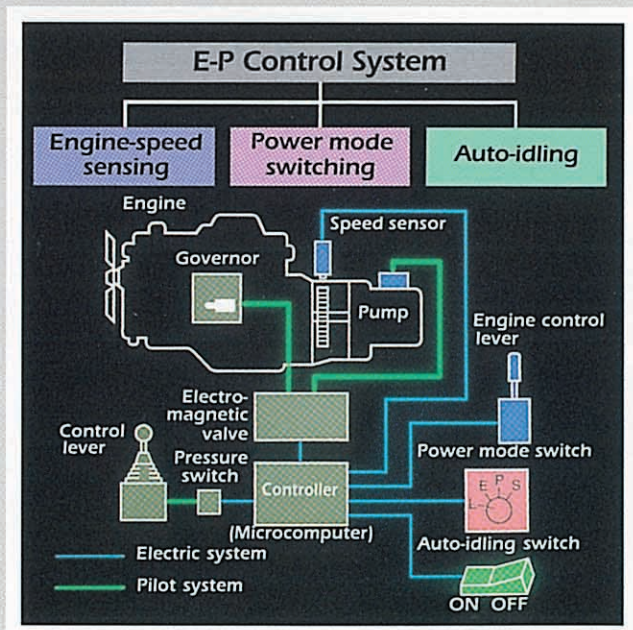 E-P Control System
Engine-speed
sensing
Power mode
switching
Auto-idling
Engine
Speed sensor
Governor
Pump
Engine control
lever
Electro-
magnetic
valve
Control
lever
Pressure
switch
Power mode switch
Controller
(Microcomputer)
L E P S
Auto-idling switch
Electric system
Pilot system
ON OFF